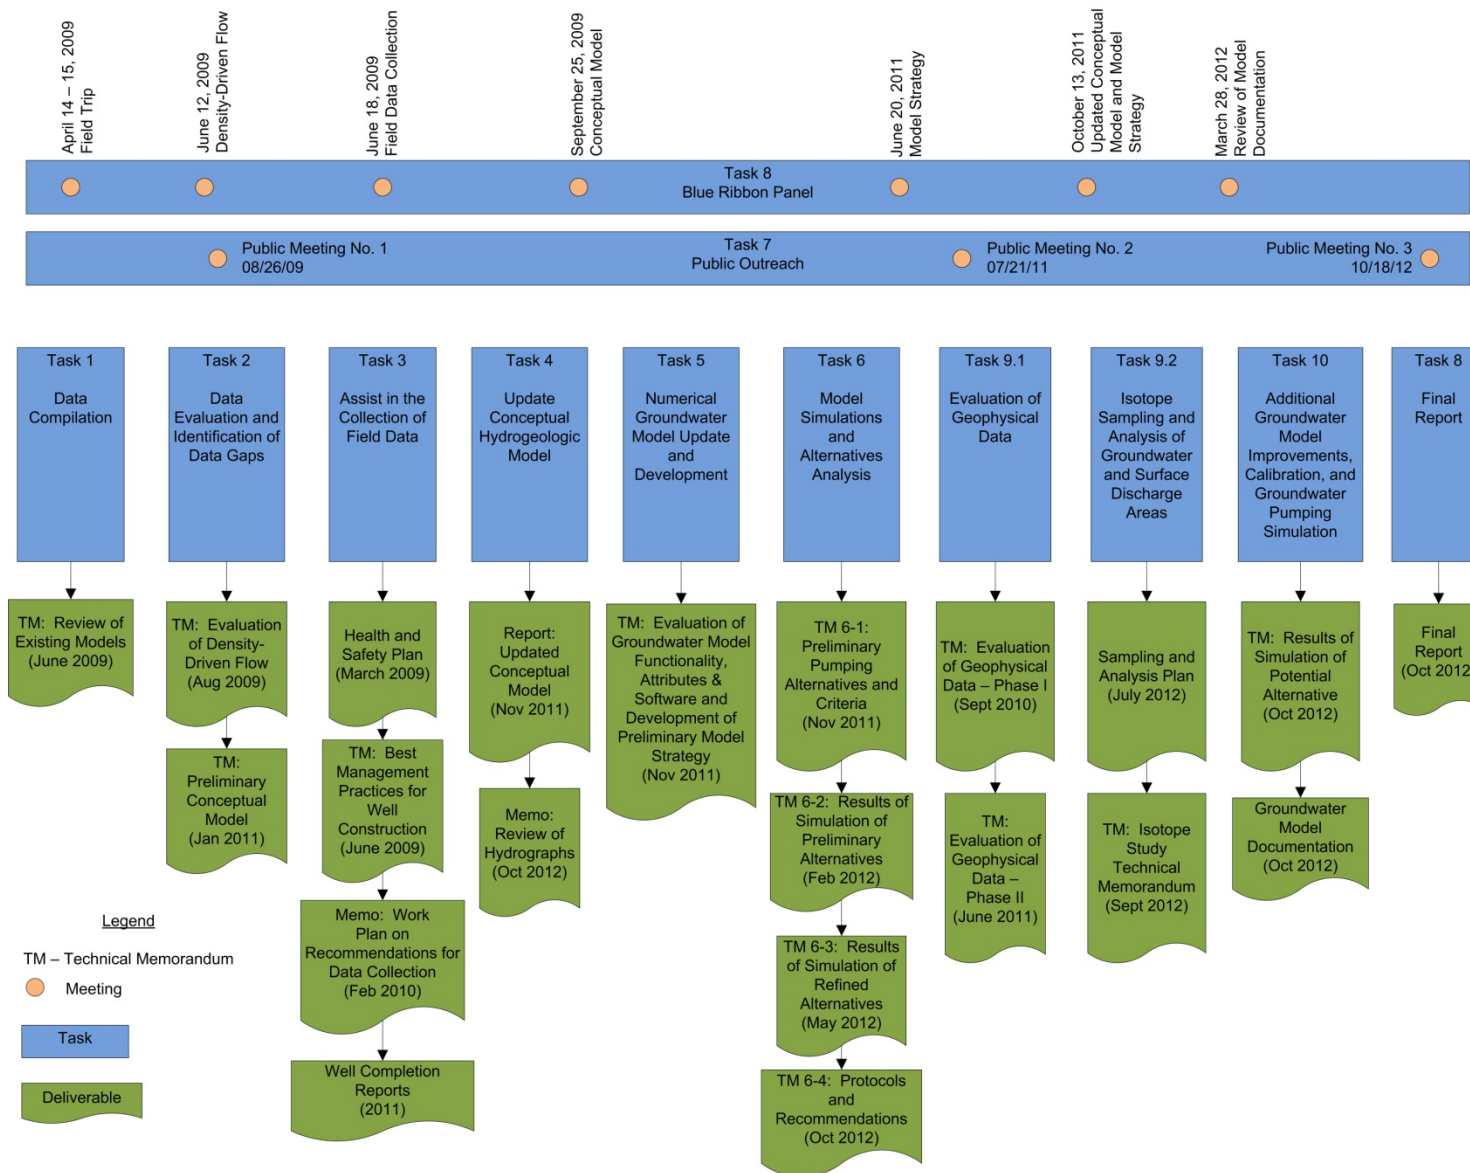 April 14 – 15, 2009
Field Trip
June 12, 2009
Density-Driven Flow
June 18, 2009
Field Data Collection
September 25, 2009
Conceptual Model
June 20, 2011
Model Strategy
October 13, 2011
Updated Conceptual
Model and Model
Strategy
March 28, 2012
Review of Model
Documentation
Task 8
Blue Ribbon Panel
Public Meeting No. 1
08/26/09
Task 7
Public Outreach
Public Meeting No. 2
07/21/11
Public Meeting No. 3
10/18/12
Task 1
Data
Compilation
Task 2
Data
Evaluation and
Identification of
Data Gaps
Task 3
Assist in the
Collection of
Field Data
Task 4
Update
Conceptual
Hydrogeologic
Model
Task 5
Numerical
Groundwater
Model Update
and
Development
Task 6
Model
Simulations
and
Alternatives
Analysis
Task 9.1
Evaluation of
Geophysical
Data
Task 9.2
Isotope
Sampling and
Analysis of
Groundwater
and Surface
Discharge
Areas
Task 10
Additional
Groundwater
Model
Improvements,
Calibration, and
Groundwater
Pumping
Simulation
Task 8
Final
Report
TM: Review of
Existing Models
(June 2009)
TM: Evaluation
of Density-
Driven Flow
(Aug 2009)
TM:
Preliminary
Conceptual
Model
(Jan 2011)
Health and
Safety Plan
(March 2009)
TM: Best
Management
Practices for
Well
Construction
(June 2009)
Memo: Work
Plan on
Recommendations for
Data Collection
(Feb 2010)
Well Completion
Reports
(2011)
Report:
Updated
Conceptual
Model
(Nov 2011)
Memo:
Review of
Hydrographs
(Oct 2012)
TM: Evaluation of
Groundwater Model
Functionality,
Attributes &
Software and
Development of
Preliminary Model
Strategy
(Nov 2011)
TM 6-1:
Preliminary
Pumping
Alternatives and
Criteria
(Nov 2011)
TM 6-2: Results of
Simulation of
Preliminary
Alternatives
(Feb 2012)
TM 6-3: Results
of Simulation of
Refined
Alternatives
(May 2012)
TM 6-4: Protocols
and
Recommendations
(Oct 2012)
TM: Evaluation
of Geophysical
Data – Phase I
(Sept 2010)
TM:
Evaluation of
Geophysical
Data –
Phase II
(June 2011)
Sampling and
Analysis Plan
(July 2012)
TM: Isotope
Study
Technical
Memorandum
(Sept 2012)
TM: Results of
Simulation of
Potential
Alternative
(Oct 2012)
Groundwater
Model
Documentation
(Oct 2012)
Final
Report
(Oct 2012)
Legend
TM – Technical Memorandum
Meeting
Task
Deliverable